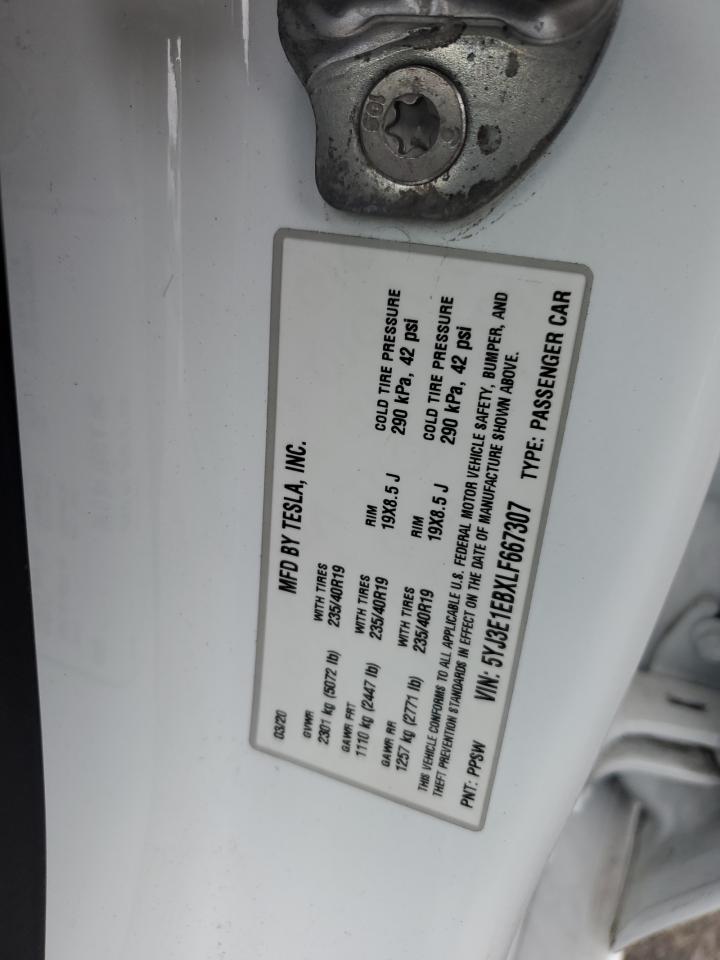 MFD BY TESLA, INC.
03/20
GVWR
2301 kg (5072 lb)
WITH TIRES
235/40R19
GAWR FRT
1110 kg (2447 lb)
WITH TIRES
235/40R19
RIM
19X8.5 J
COLD TIRE PRESSURE
290 kPa, 42 psi
GAWR RR
1257 kg (2771 lb)
WITH TIRES
235/40R19
RIM
19X8.5 J
COLD TIRE PRESSURE
290 kPa, 42 psi
THIS VEHICLE CONFORMS TO ALL APPLICABLE U.S. FEDERAL MOTOR VEHICLE SAFETY, BUMPER, AND
THEFT PREVENTION STANDARDS IN EFFECT ON THE DATE OF MANUFACTURE SHOWN ABOVE.
PNT: PPSW VIN: 5YJ3E1EBXLF667307 TYPE: PASSENGER CAR